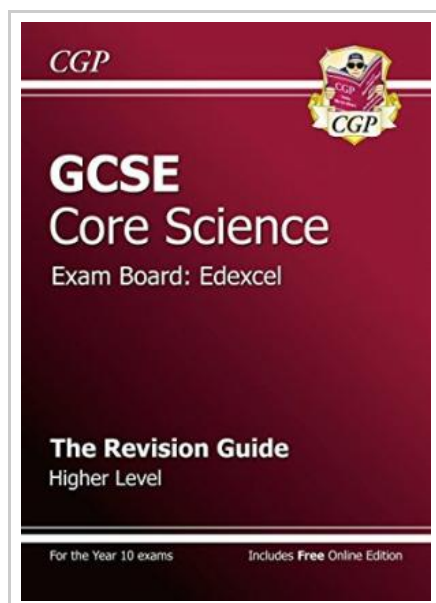 CGP
CGP
CGP
GCSE
Core Science
Exam Board: Edexcel
The Revision Guide
Higher Level
For the Year 10 exams
Includes Free Online Edition